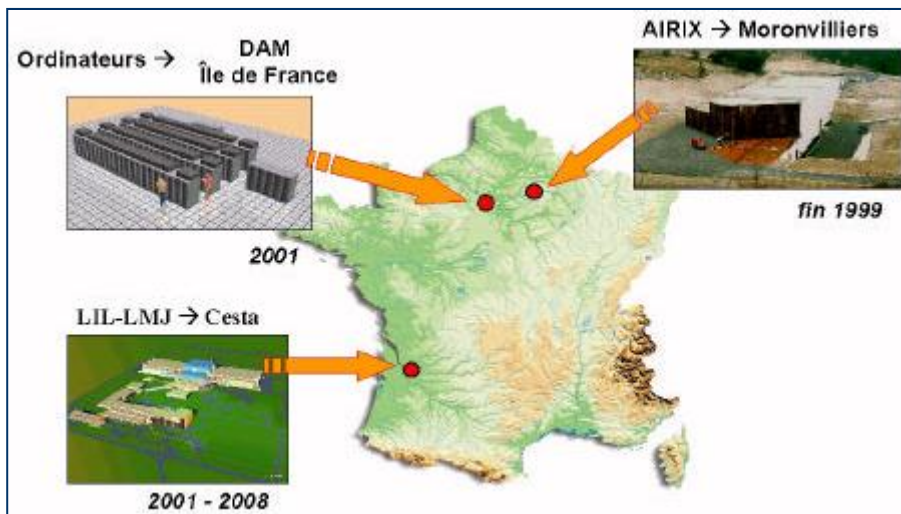 Ordinateurs → DAM
Île de France
2001
AIRIX → Moronvilliers
fin 1999
LIL-LMJ → Cesta
2001 - 2008